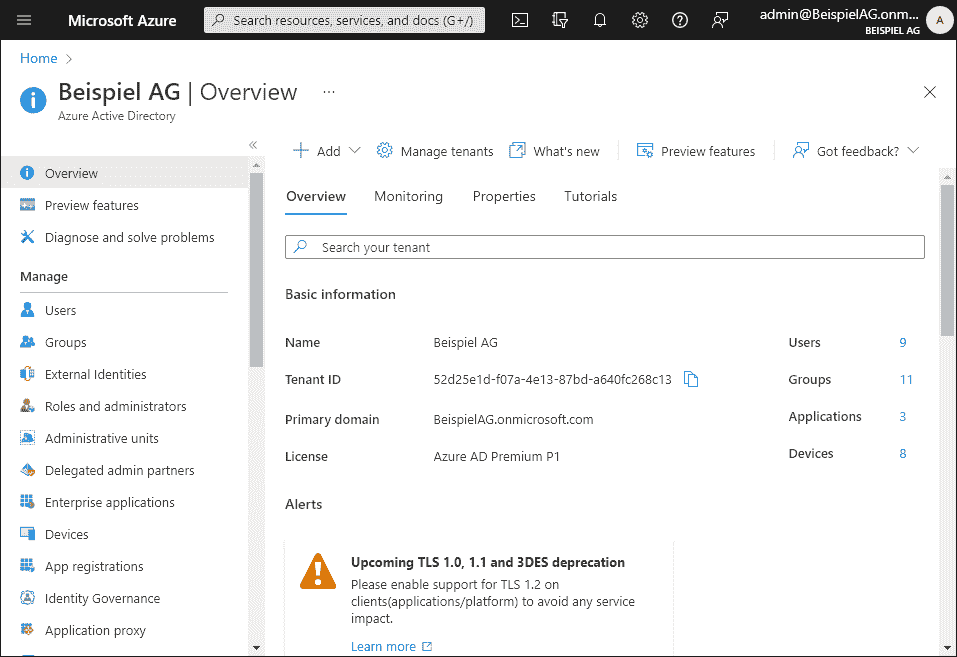 Microsoft Azure
Search resources, services, and docs (G+/)
admin@BeispielAG.onm...
BEISPIEL AG
A
Home
Beispiel AG | Overview ...
Azure Active Directory
Overview
Preview features
Diagnose and solve problems
Manage
Users
Groups
External Identities
Roles and administrators
Administrative units
Delegated admin partners
Enterprise applications
Devices
App registrations
Identity Governance
Application proxy
Add Manage tenants What's new Preview features Got feedback?
Overview Monitoring Properties Tutorials
Search your tenant
Basic information
Name Beispiel AG Users 9
Tenant ID 52d25e1d-f07a-4e13-87bd-a640fc268c13 Groups 11
Primary domain BeispielAG.onmicrosoft.com Applications 3
License Azure AD Premium P1 Devices 8
Alerts
Upcoming TLS 1.0, 1.1 and 3DES deprecation
Please enable support for TLS 1.2 on
clients(applications/platform) to avoid any service
impact.
Learn more